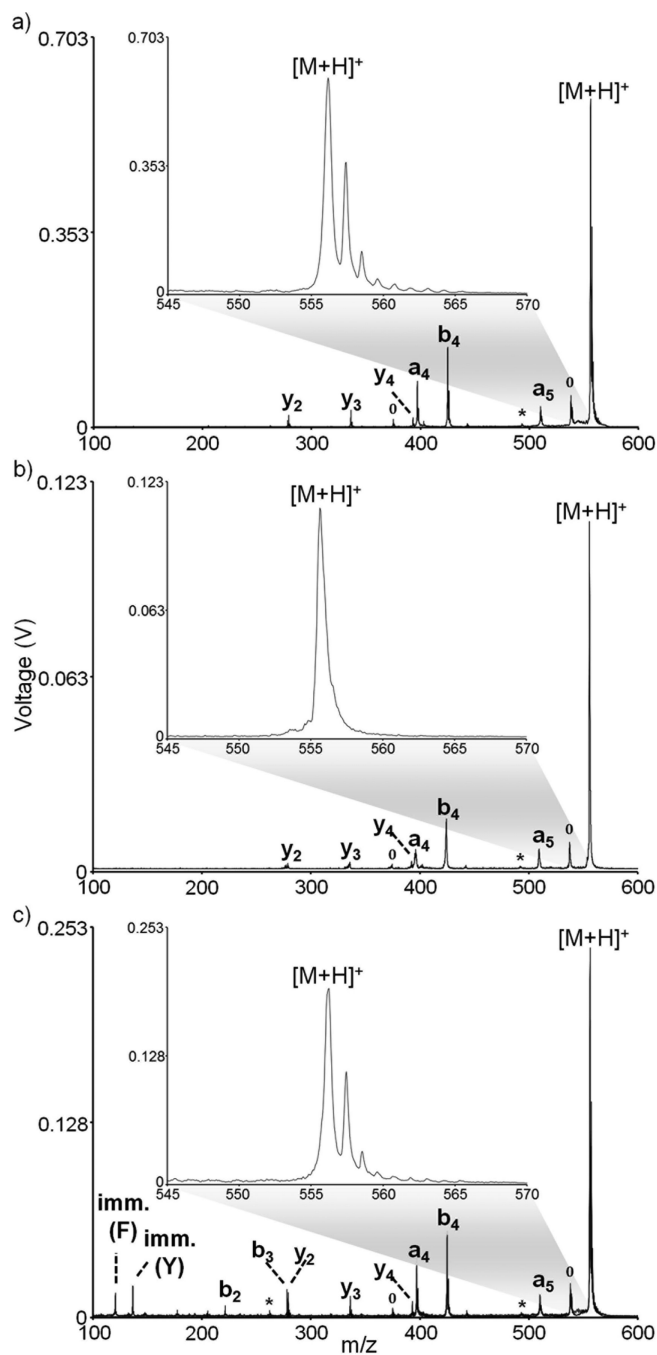 a)
0.703
0.353
0
[M+H]+
[M+H]+
0.703
0.353
0
545 550 555 560 565 570
y2
y3
0
y4
a4
b4
*
a5
0
100 200 300 400 500 600
b)
0.123
0.063
0
Voltage (V)
[M+H]+
[M+H]+
0.123
0.063
0
545 550 555 560 565 570
y2
y3
0
y4
a4
b4
*
a5
0
100 200 300 400 500 600
c)
0.253
0.128
0
[M+H]+
[M+H]+
0.253
0.128
0
545 550 555 560 565 570
imm.
(F)
imm.
(Y)
b2
*
b3
y2
y3
0
y4
a4
b4
*
a5
0
100 200 300 400 500 600
m/z